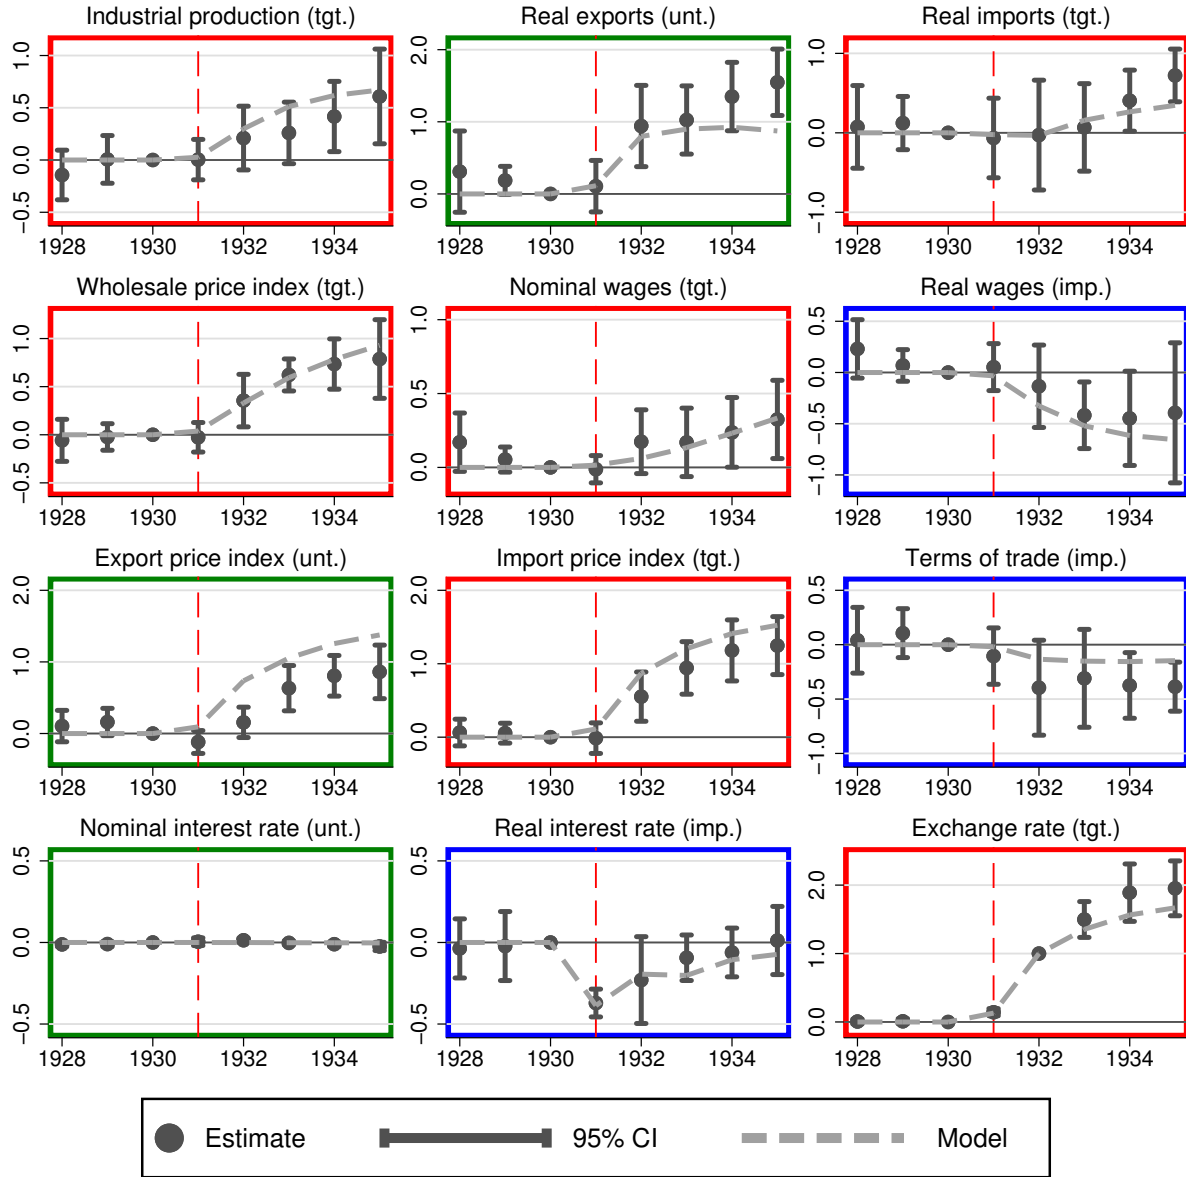 Industrial production (tgt.)
Real exports (unt.)
Real imports (tgt.)
1.0
0.5
0.0
−0.5
1928 1930 1932 1934
2.0
1.0
0.0
1928 1930 1932 1934
1.0
0.0
−1.0
1928 1930 1932 1934
Wholesale price index (tgt.)
Nominal wages (tgt.)
Real wages (imp.)
1.0
0.5
0.0
−0.5
1928 1930 1932 1934
1.0
0.5
0.0
1928 1930 1932 1934
0.5
0.0
−0.5
−1.0
1928 1930 1932 1934
Export price index (unt.)
Import price index (tgt.)
Terms of trade (imp.)
2.0
1.0
0.0
1928 1930 1932 1934
2.0
1.0
0.0
1928 1930 1932 1934
0.5
0.0
−0.5
−1.0
1928 1930 1932 1934
Nominal interest rate (unt.)
Real interest rate (imp.)
Exchange rate (tgt.)
0.5
0.0
−0.5
1928 1930 1932 1934
0.5
0.0
−0.5
1928 1930 1932 1934
2.0
1.0
0.0
1928 1930 1932 1934
Estimate 95% CI Model